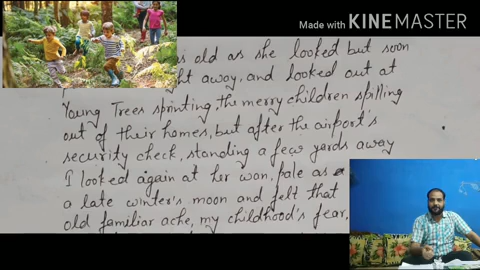 Made with KINEMASTER
s old as she looked but soon
ght away, and looked out at
Young Trees sprinting, the merry children spilling
out of their homes, but after the airport's
security check, standing a few yards away
I looked again at her wan, pale as a
a late winter's moon and felt that
old familiar ache, my childhood's fear,